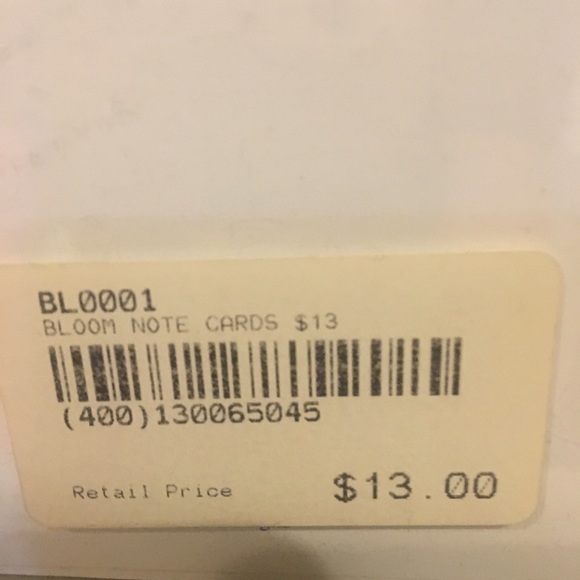 BL0001
BLOOM NOTE CARDS $13
(400)130065045
Retail Price $13.00